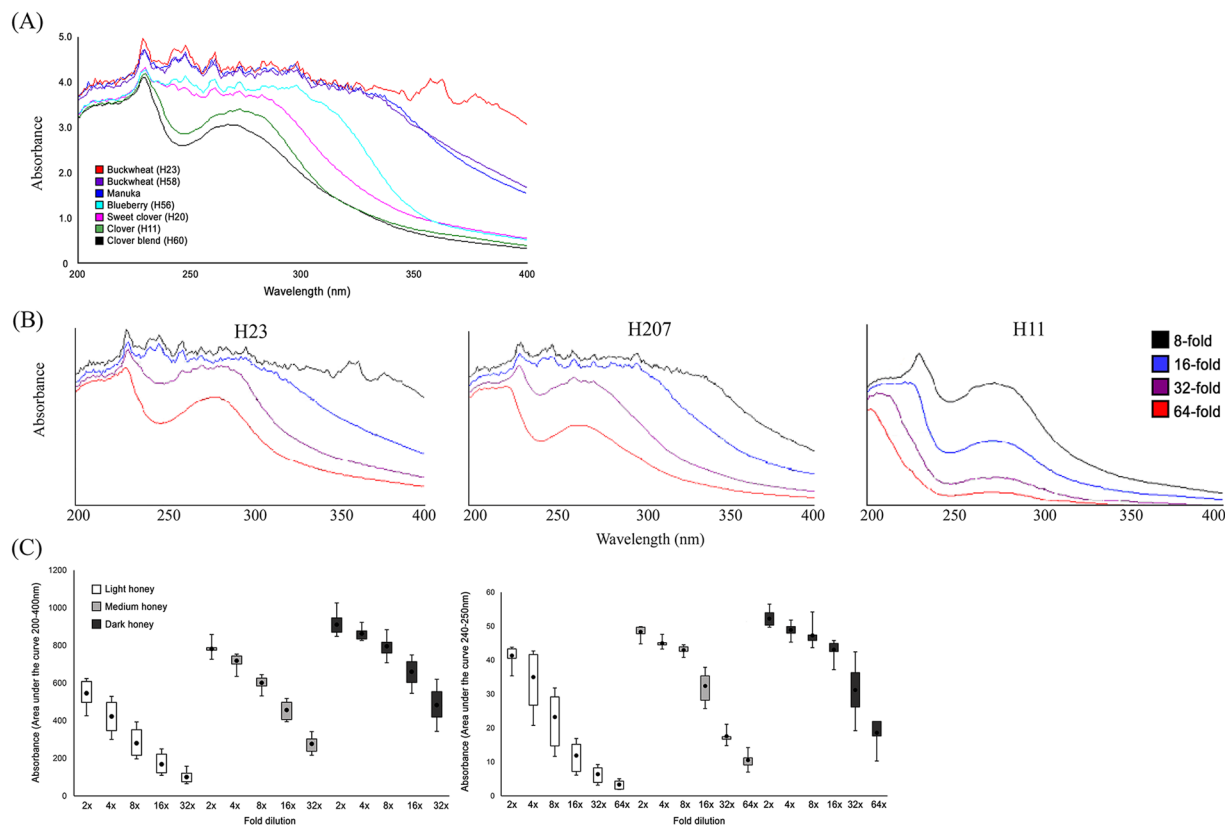 (A)
5.0
4.0
3.0
2.0
1.0
0
Absorbance
Buckwheat (H23)
Buckwheat (H58)
Manuka
Blueberry (H56)
Sweet clover (H20)
Clover (H11)
Clover blend (H60)
200 250 300 350 400
Wavelength (nm)
(B)
H23 H207 H11
8-fold
16-fold
32-fold
64-fold
Absorbance
200 250 300 350 400 200 250 300 350 400 200 250 300 350 400
Wavelength (nm)
(C)
Absorbance (Area under the curve 200-400nm)
1200
1000
800
600
400
200
0
Light honey
Medium honey
Dark honey
2x 4x 8x 16x 32x 2x 4x 8x 16x 32x 2x 4x 8x 16x 32x
Fold dilution
Absorbance (Area under the curve 240-250nm)
60
50
40
30
20
10
0
2x 4x 8x 16x 32x 64x 2x 4x 8x 16x 32x 64x 2x 4x 8x 16x 32x 64x
Fold dilution